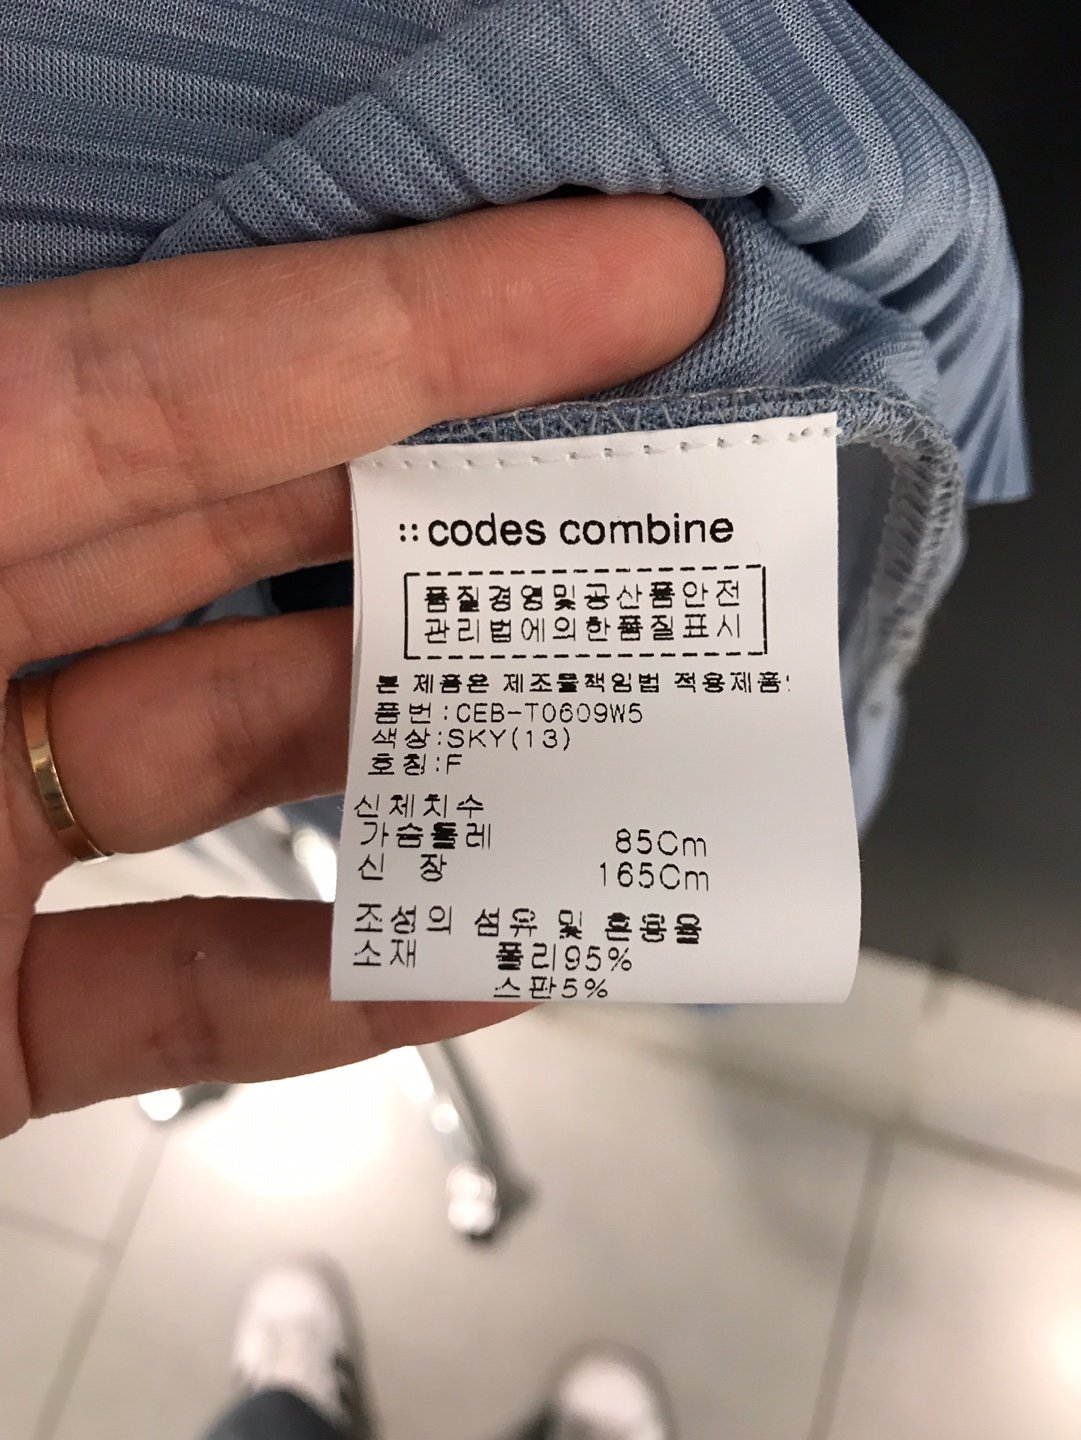 codes combine
품질경영및공산품안전
관리법에의한품질표시
본 제품은 제조물책임법 적용제품
품번:CEB-T0609W5
색상:SKY(13)
호칭:F
신체치수
가슴둘레 85Cm
신 장 165Cm
조성의 섬유 및 혼용율
소재 폴리95%
스판5%